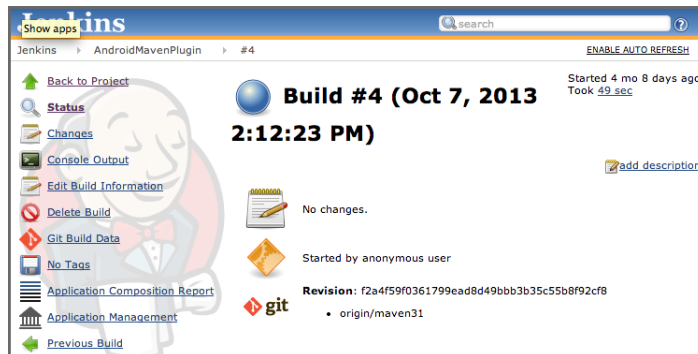 Jenkins
Show apps
search
?
Jenkins AndroidMavenPlugin #4
ENABLE AUTO REFRESH
Back to Project
Status
Changes
Console Output
Edit Build Information
Delete Build
Git Build Data
No Tags
Application Composition Report
Application Management
Previous Build
Build #4 (Oct 7, 2013
2:12:23 PM)
Started 4 mo 8 days ago
Took 49 sec
add description
No changes.
Started by anonymous user
git
Revision: f2a4f59f0361799ead8d49bbb3b35c55b8f92cf8
origin/maven31